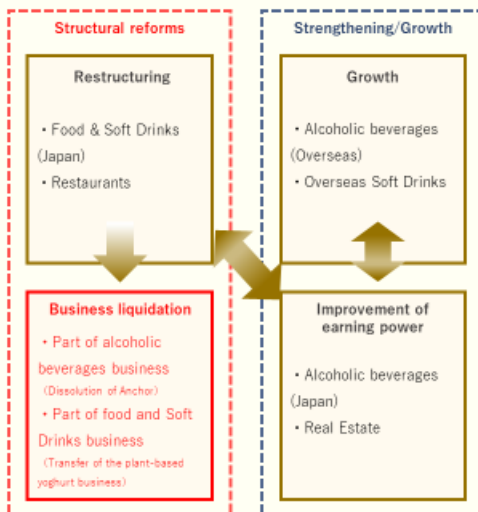 Structural reforms
Restructuring
・Food & Soft Drinks
(Japan)
・Restaurants
Business liquidation
・Part of alcoholic
beverages business
(Dissolution of Anchor)
・Part of food and Soft
Drinks business
(Transfer of the plant-based
yoghurt business)
Strengthening/Growth
Growth
・Alcoholic beverages
(Overseas)
・Overseas Soft Drinks
Improvement of
earning power
・Alcoholic beverages
(Japan)
・Real Estate